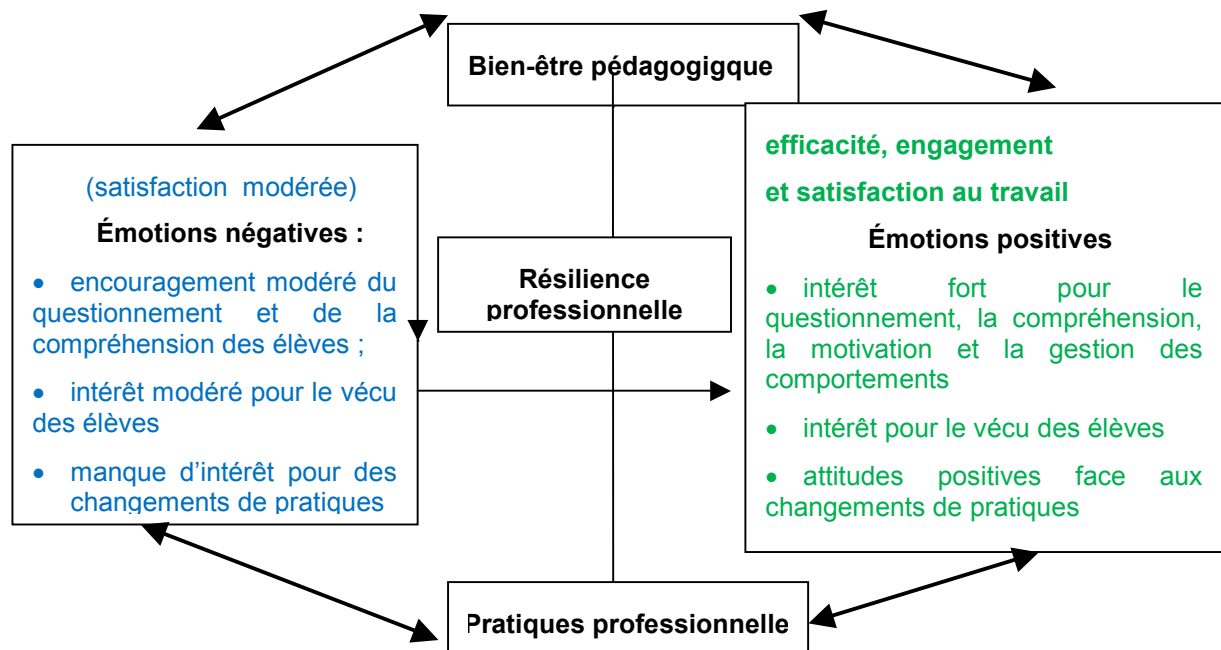 Bien-être pédagogigque
(satisfaction modérée)
Émotions négatives :
• encouragement modéré du
questionnement et de la
compréhension des élèves ;
• intérêt modéré pour le vécu
des élèves
• manque d'intérêt pour des
changements de pratiques
Résilience
professionnelle
efficacité, engagement
et satisfaction au travail
Émotions positives
• intérêt fort pour le
questionnement, la compréhension,
la motivation et la gestion des
comportements
• intérêt pour le vécu des élèves
• attitudes positives face aux
changements de pratiques
Pratiques professionnelle